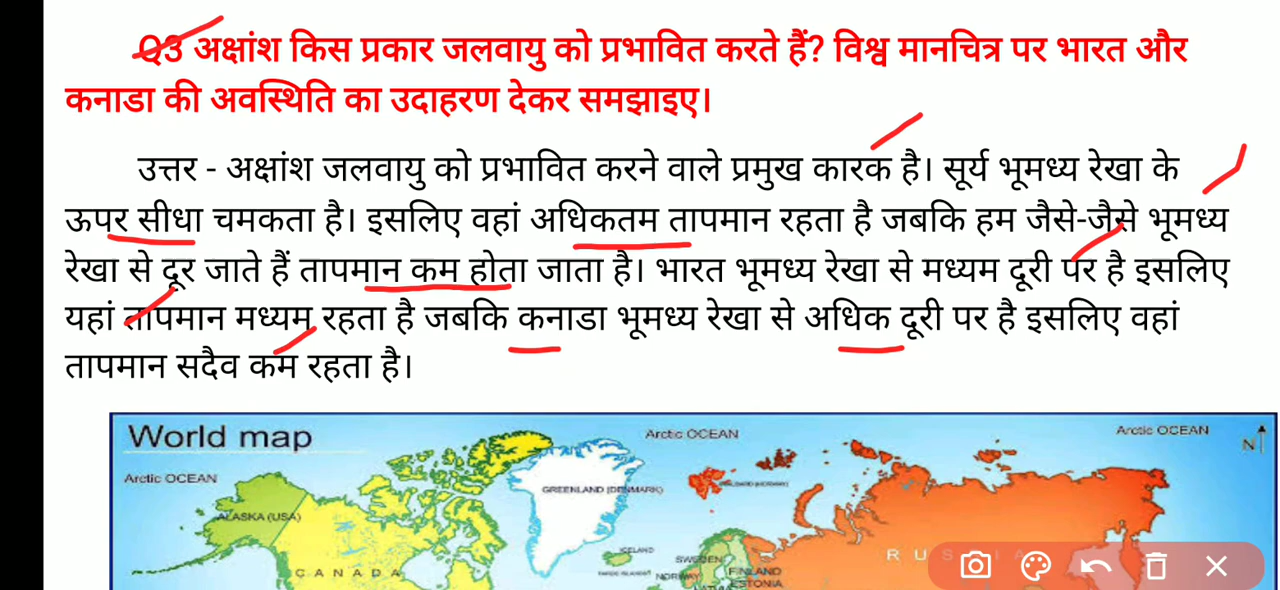 Q3 अक्षांश किस प्रकार जलवायु को प्रभावित करते हैं? विश्व मानचित्र पर भारत और
कनाडा की अवस्थिति का उदाहरण देकर समझाइए।
उत्तर - अक्षांश जलवायु को प्रभावित करने वाले प्रमुख कारक है। सूर्य भूमध्य रेखा के
ऊपर सीधा चमकता है। इसलिए वहां अधिकतम तापमान रहता है जबकि हम जैसे-जैसे भूमध्य
रेखा से दूर जाते हैं तापमान कम होता जाता है। भारत भूमध्य रेखा से मध्यम दूरी पर है इसलिए
यहां तापमान मध्यम रहता है जबकि कनाडा भूमध्य रेखा से अधिक दूरी पर है इसलिए वहां
तापमान सदैव कम रहता है।
World map
Arctic OCEAN
Arctic OCEAN
N
Arctic OCEAN
GREENLAND (DENMARK)
ALASKA (USA)
ICELAND
SWEDEN
RUSSIA
CANADA
NORWAY
FINLAND
ESTONIA
LATVIA